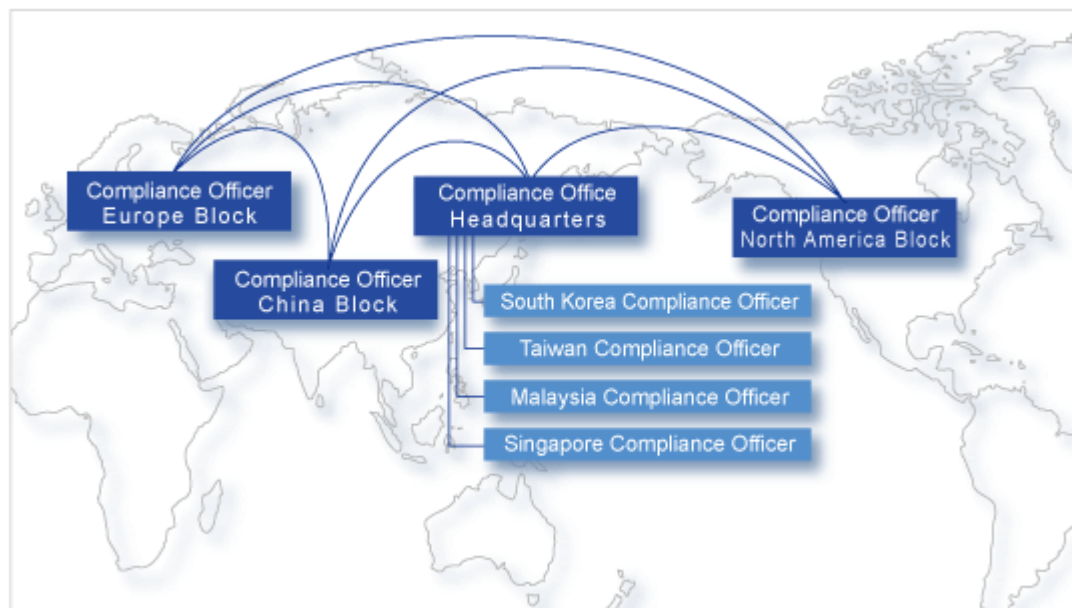 Compliance Officer
Europe Block
Compliance Office
Headquarters
Compliance Officer
North America Block
Compliance Officer
China Block
South Korea Compliance Officer
Taiwan Compliance Officer
Malaysia Compliance Officer
Singapore Compliance Officer